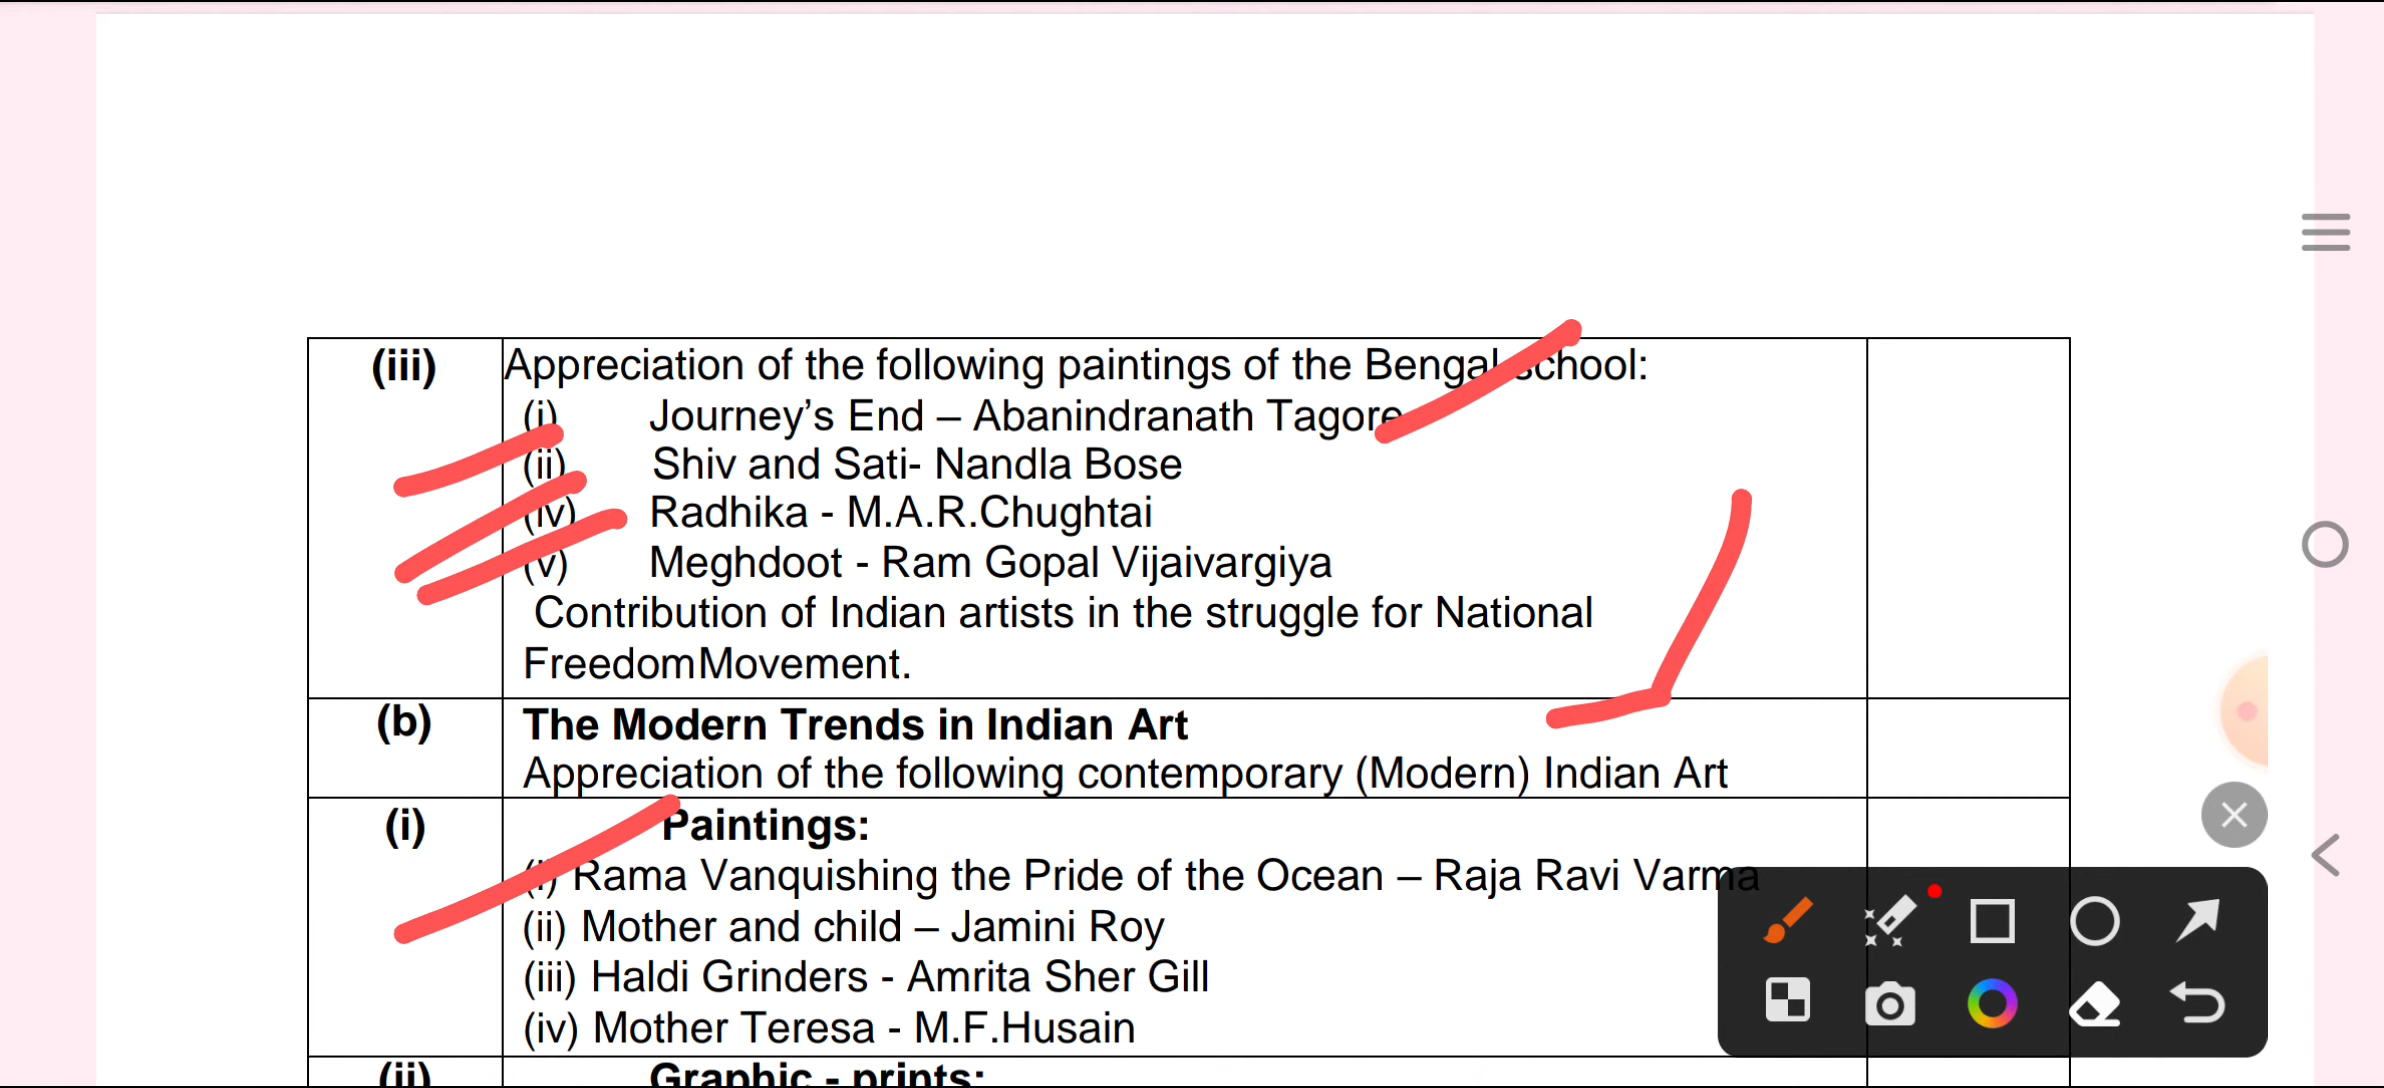 (iii) Appreciation of the following paintings of the Bengal school:
(i) Journey’s End – Abanindranath Tagore
(ii) Shiv and Sati- Nandla Bose
(iv) Radhika - M.A.R.Chughtai
(v) Meghdoot - Ram Gopal Vijaivargiya
Contribution of Indian artists in the struggle for National
FreedomMovement.
(b) The Modern Trends in Indian Art
Appreciation of the following contemporary (Modern) Indian Art
(i) Paintings:
(i) Rama Vanquishing the Pride of the Ocean – Raja Ravi Varma
(ii) Mother and child – Jamini Roy
(iii) Haldi Grinders - Amrita Sher Gill
(iv) Mother Teresa - M.F.Husain
(ii) Graphic - prints: